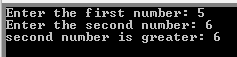 Enter the first number: 5
Enter the second number: 6
second number is greater: 6